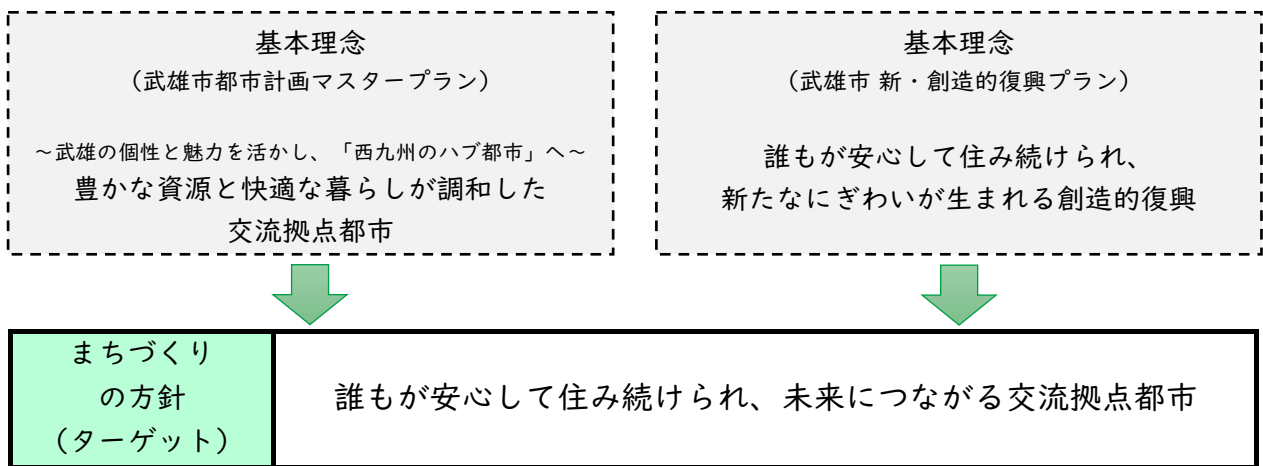 基本理念
（武雄市都市計画マスタープラン）
～武雄の個性と魅力を活かし、「西九州のハブ都市」へ～
豊かな資源と快適な暮らしが調和した
交流拠点都市
基本理念
（武雄市 新・創造的復興プラン）
誰もが安心して住み続けられ、
新たなにぎわいが生まれる創造的復興
まちづくり
の方針
（ターゲット）
誰もが安心して住み続けられ、未来につながる交流拠点都市